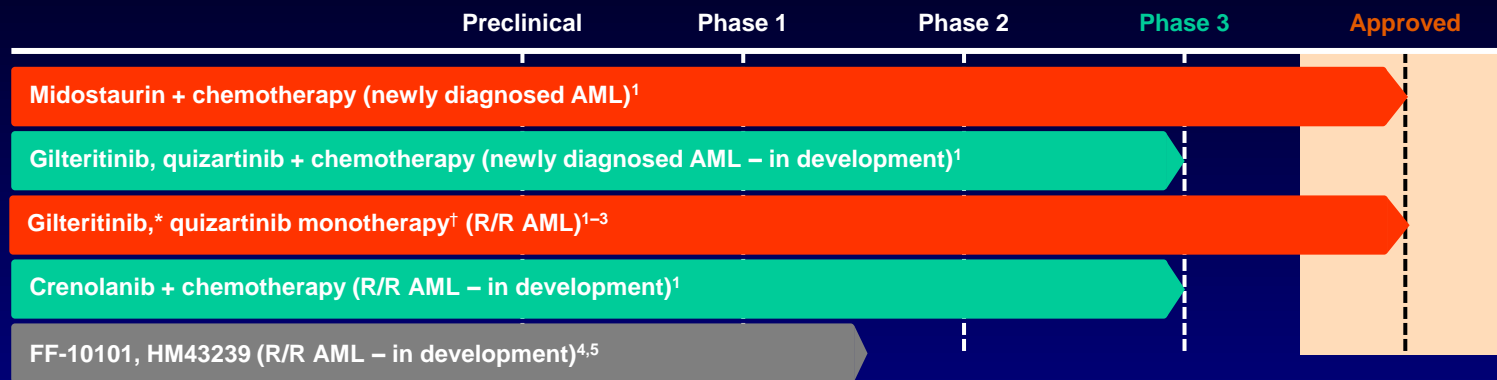 Preclinical Phase 1 Phase 2 Phase 3 Approved
Midostaurin + chemotherapy (newly diagnosed AML)¹
Gilteritinib, quizartinib + chemotherapy (newly diagnosed AML – in development)¹
Gilteritinib,* quizartinib monotherapy† (R/R AML)¹⁻³
Crenolanib + chemotherapy (R/R AML – in development)¹
FF-10101, HM43239 (R/R AML – in development)⁴,⁵